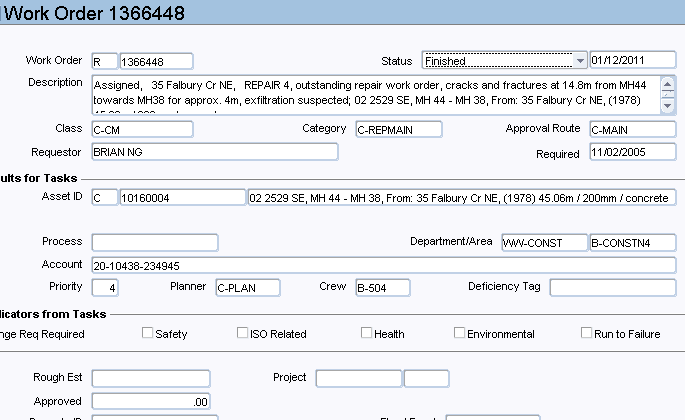 Work Order 1366448
Work Order R 1366448 Status Finished 01/12/2011
Description Assigned, 35 Falbury Cr NE, REPAIR 4, outstanding repair work order, cracks and fractures at 14.8m from MH44
towards MH38 for approx. 4m, exfiltration suspected; 02 2529 SE, MH 44 - MH 38, From: 35 Falbury Cr NE, (1978)
Class C-CM Category C-REPMAIN Approval Route C-MAIN
Requestor BRIAN NG Required 11/02/2005
ults for Tasks
Asset ID C 10160004 02 2529 SE, MH 44 - MH 38, From: 35 Falbury Cr NE, (1978) 45.06m / 200mm / concrete
Process Department/Area WW-CONST B-CONSTN4
Account 20-10438-234945
Priority 4 Planner C-PLAN Crew B-504 Deficiency Tag
licators from Tasks
nge Req Required Safety ISO Related Health Environmental Run to Failure
Rough Est Project
Approved .00